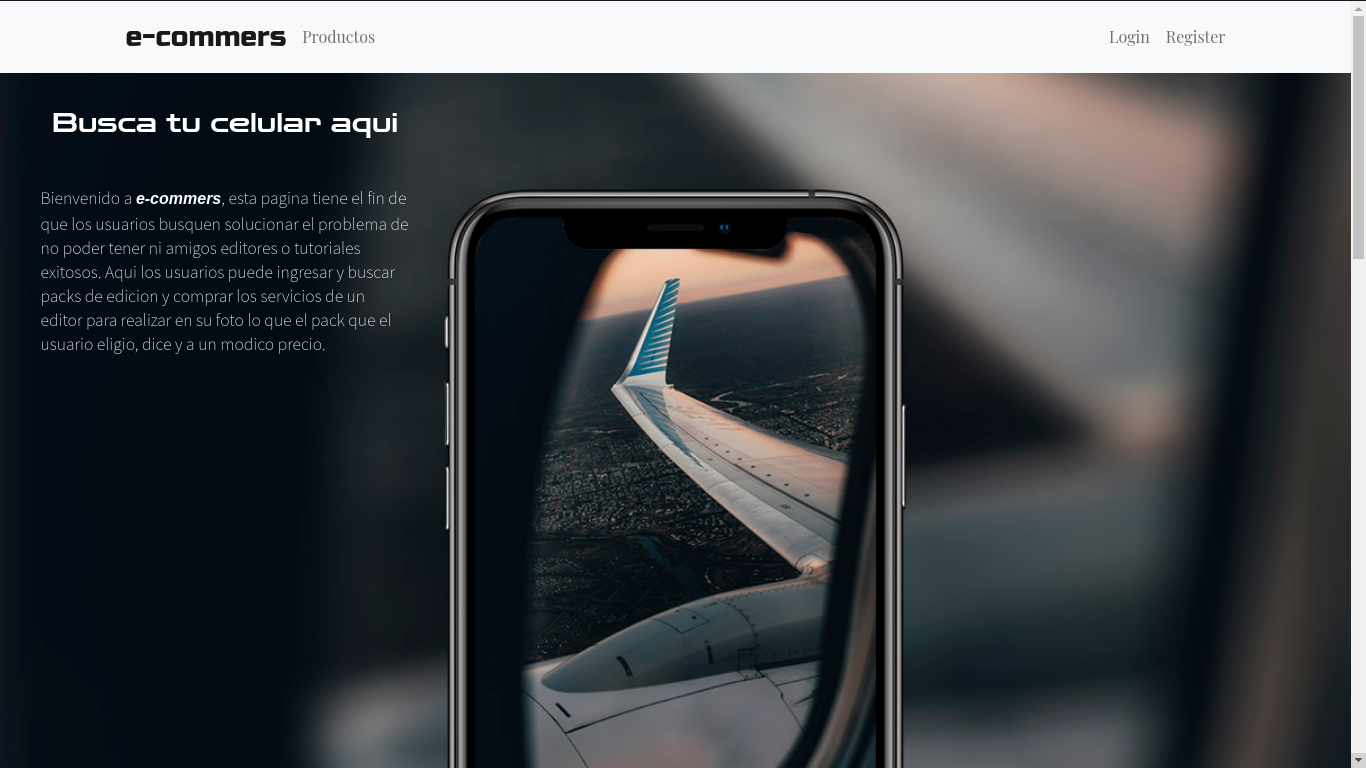 e-commers Productos Login Register
Busca tu celular aqui
Bienvenido a e-commers, esta pagina tiene el fin de
que los usuarios busquen solucionar el problema de
no poder tener ni amigos editores o tutoriales
exitosos. Aqui los usuarios puede ingresar y buscar
packs de edicion y comprar los servicios de un
editor para realizar en su foto lo que el pack que el
usuario eligio, dice y a un modico precio.